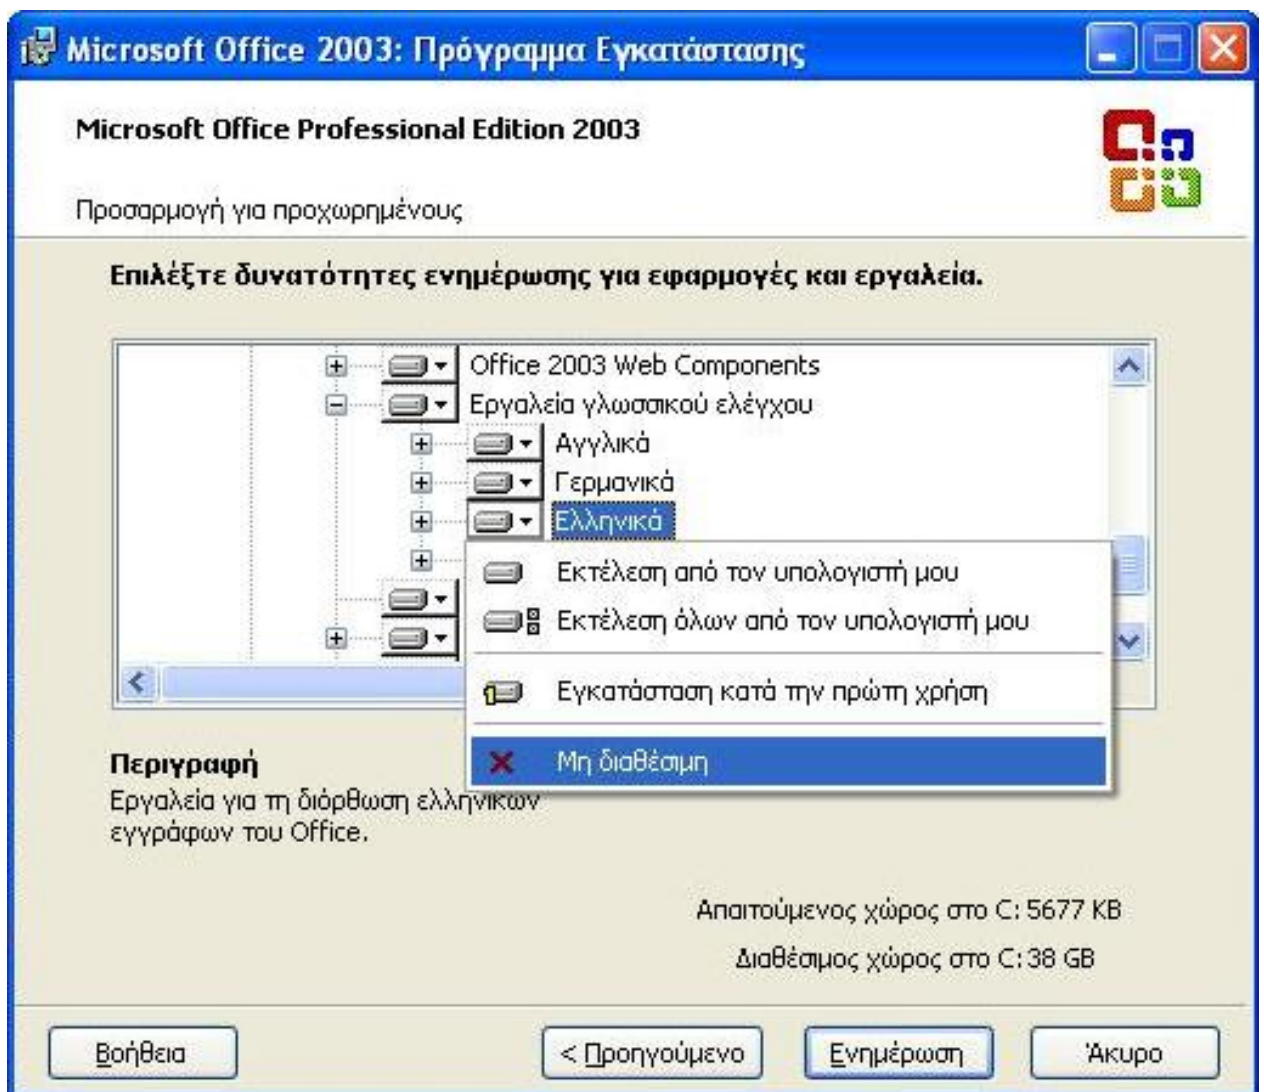 Microsoft Office 2003: Πρόγραμμα Εγκατάστασης
Microsoft Office Professional Edition 2003
Προσαρμογή για προχωρημένους
Επιλέξτε δυνατότητες ενημέρωσης για εφαρμογές και εργαλεία.
Office 2003 Web Components
Εργαλεία γλωσσικού ελέγχου
Αγγλικά
Γερμανικά
Ελληνικά
Εκτέλεση από τον υπολογιστή μου
Εκτέλεση όλων από τον υπολογιστή μου
Εγκατάσταση κατά την πρώτη χρήση
Μη διαθέσιμη
Περιγραφή
Εργαλεία για τη διόρθωση ελληνικών
εγγράφων του Office.
Απαιτούμενος χώρος στο C: 5677 KB
Διαθέσιμος χώρος στο C: 38 GB
Βοήθεια
< Προηγούμενο
Ενημέρωση
Άκυρο